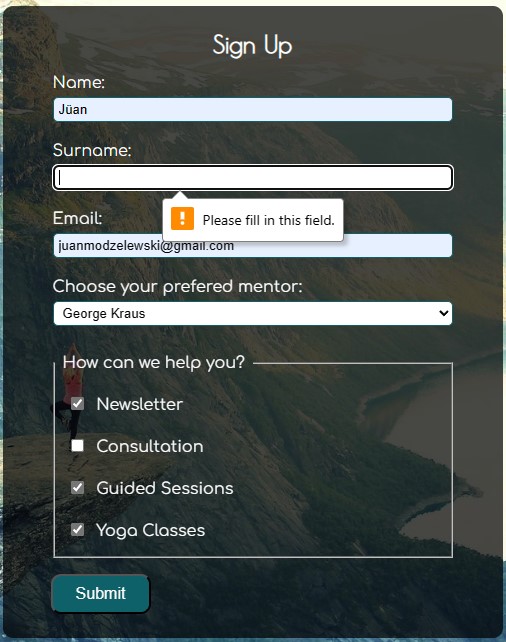 Sign Up
Name:
Jüan
Surname:
Please fill in this field.
Email:
juanmodzelewski@gmail.com
Choose your prefered mentor:
George Kraus
How can we help you?
Newsletter
Consultation
Guided Sessions
Yoga Classes
Submit